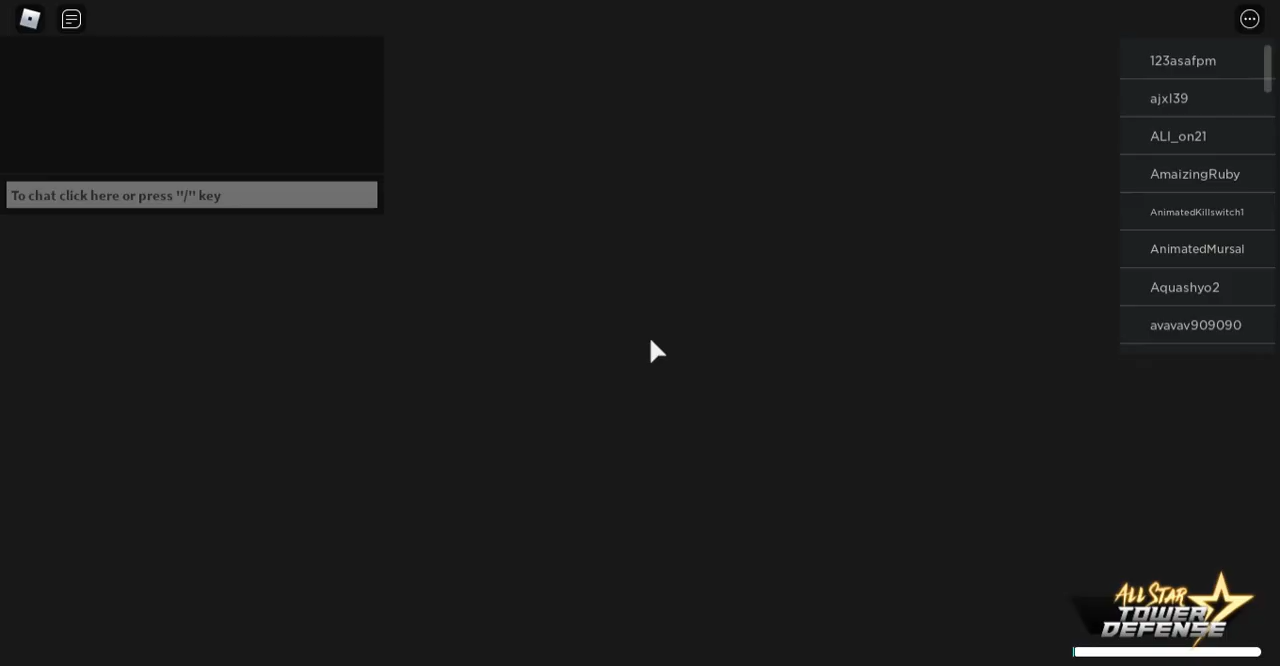 To chat click here or press "/" key
123asafpm
ajxl39
ALI_on21
AmaizingRuby
AnimatedKillswitch1
AnimatedMursal
Aquashyo2
avavav909090
ALL STAR
TOWER
DEFENSE